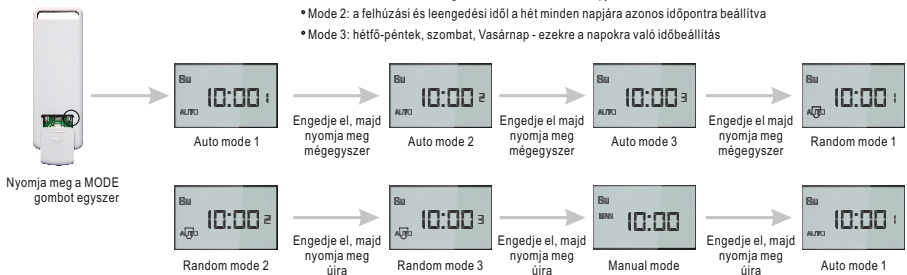 Mode 2: a felhúzási és leengedési idől a hét minden napjára azonos időpontra beállítva
Mode 3: hétfő-péntek, szombat, Vasárnap - ezekre a napokra való időbeállítás
Nyomja meg a MODE
gombot egyszer
Su
AUTO
10:00 1
Auto mode 1
Engedje el, majd
nyomja meg
mégegyszer
Su
AUTO
10:00 2
Auto mode 2
Engedje el majd
nyomja meg
mégegyszer
Su
AUTO
10:00 3
Auto mode 3
Engedje el majd
nyomja meg
mégegyszer
Su
AUTO
10:00 1
Random mode 1
Su
AUTO
10:00 2
Random mode 2
Engedje el, majd
nyomja meg
újra
Su
AUTO
10:00 3
Random mode 3
Engedje el, majd
nyomja meg
újra
Su
MAN
10:00
Manual mode
Engedje el, majd
nyomja meg
újra
Su
AUTO
10:00 1
Auto mode 1